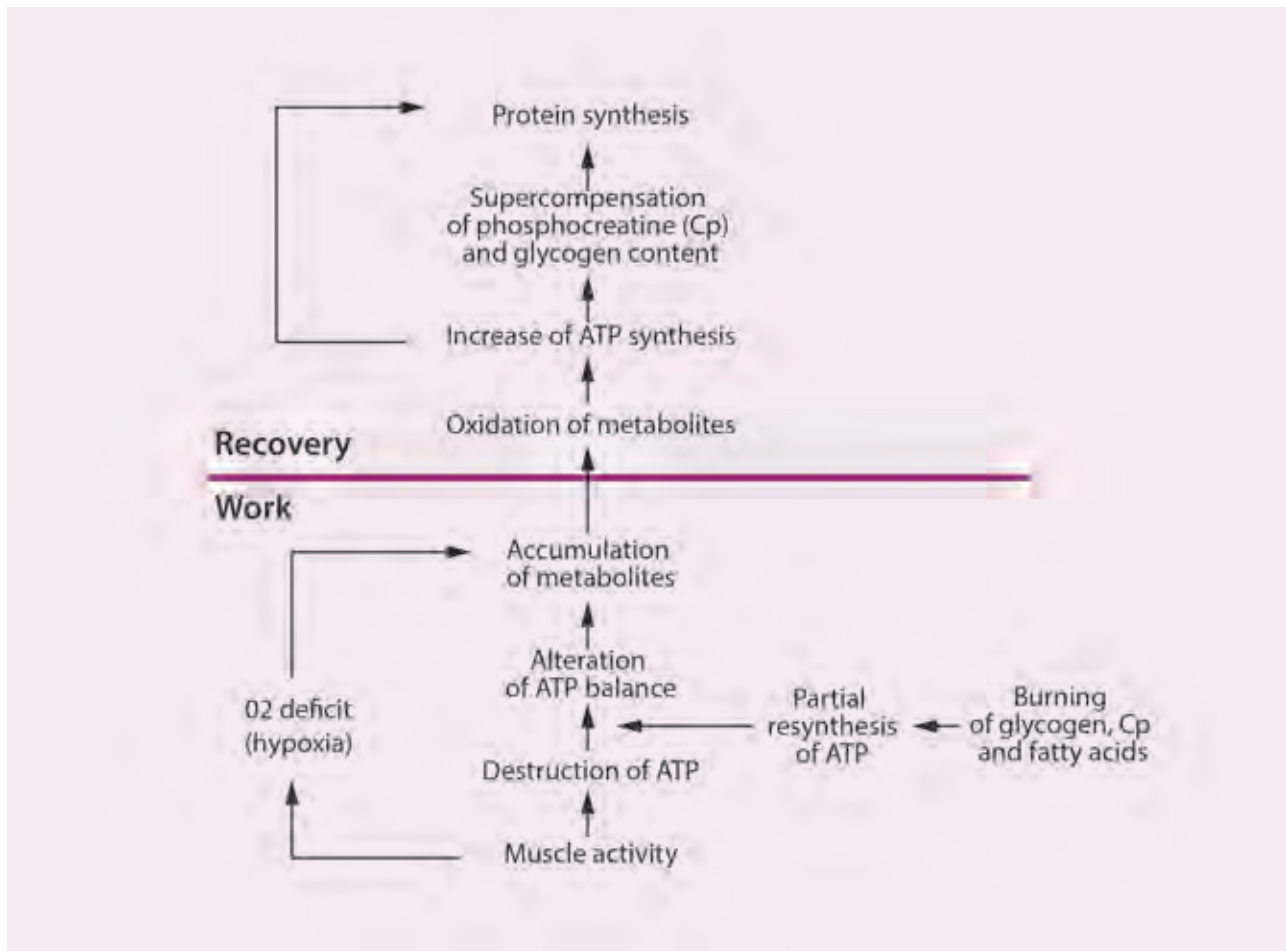 Protein synthesis
Supercompensation
of phosphocreatine (Cp)
and glycogen content
Increase of ATP synthesis
Oxidation of metabolites
Recovery
Work
Accumulation
of metabolites
Alteration
of ATP balance
02 deficit
(hypoxia)
Partial
resynthesis
of ATP
Burning
of glycogen, Cp
and fatty acids
Destruction of ATP
Muscle activity